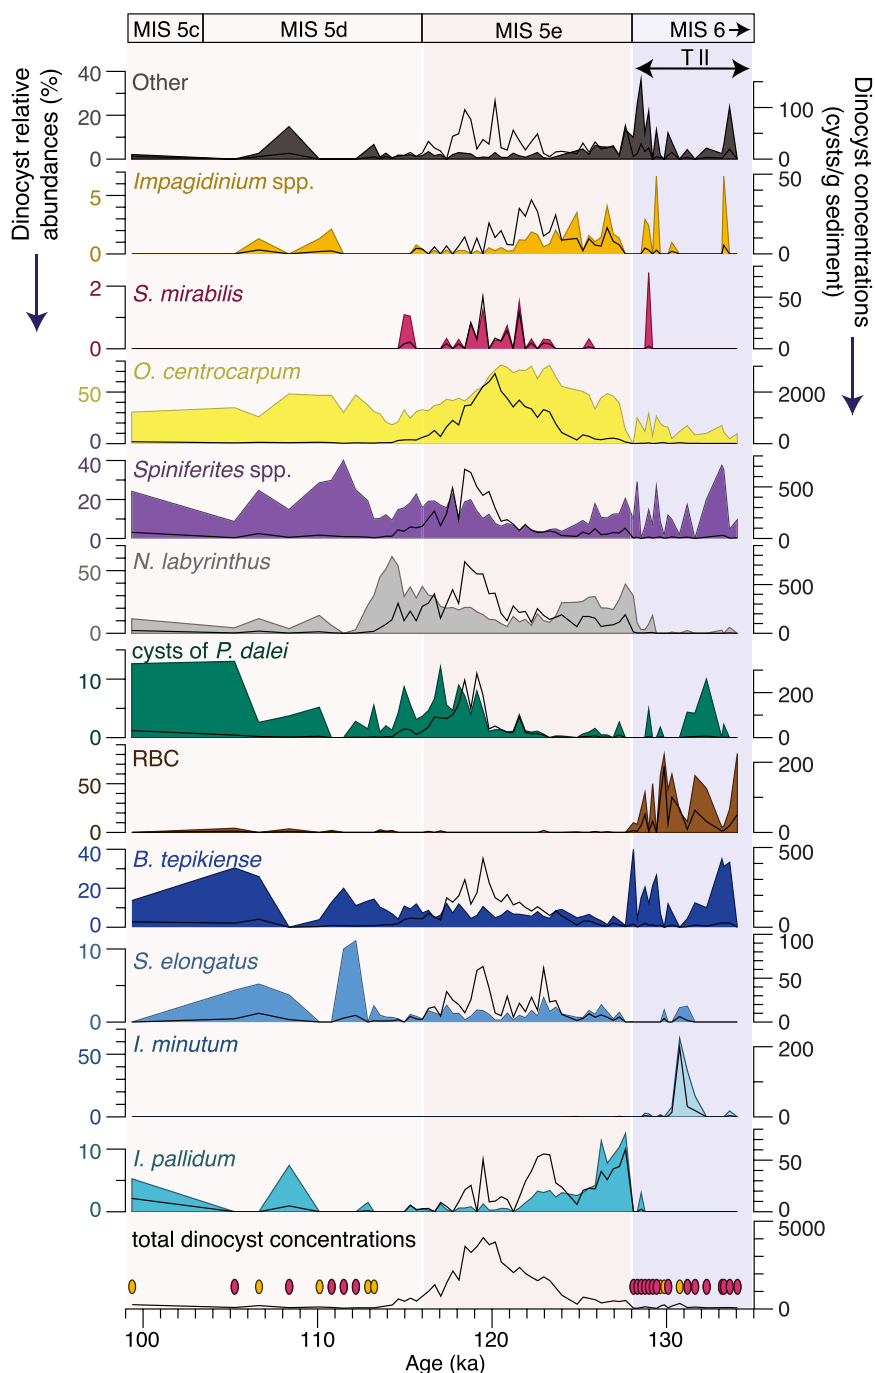 MIS 5c MIS 5d MIS 5e MIS 6
T II
Dinocyst relative
abundances (%)
Dinocyst concentrations
(cysts/g sediment)
Other
40
20
0
100
0
Impagidinium spp.
5
0
50
0
S. mirabilis
2
0
50
0
O. centrocarpum
50
0
2000
0
Spiniferites spp.
40
20
0
500
0
N. labyrinthus
50
0
500
0
cysts of P. dalei
10
0
200
0
RBC
50
0
200
0
B. tepikiense
40
20
0
500
0
S. elongatus
10
0
100
50
0
I. minutum
50
0
200
0
I. pallidum
10
0
50
0
total dinocyst concentrations
5000
0
100 110 120 130
Age (ka)